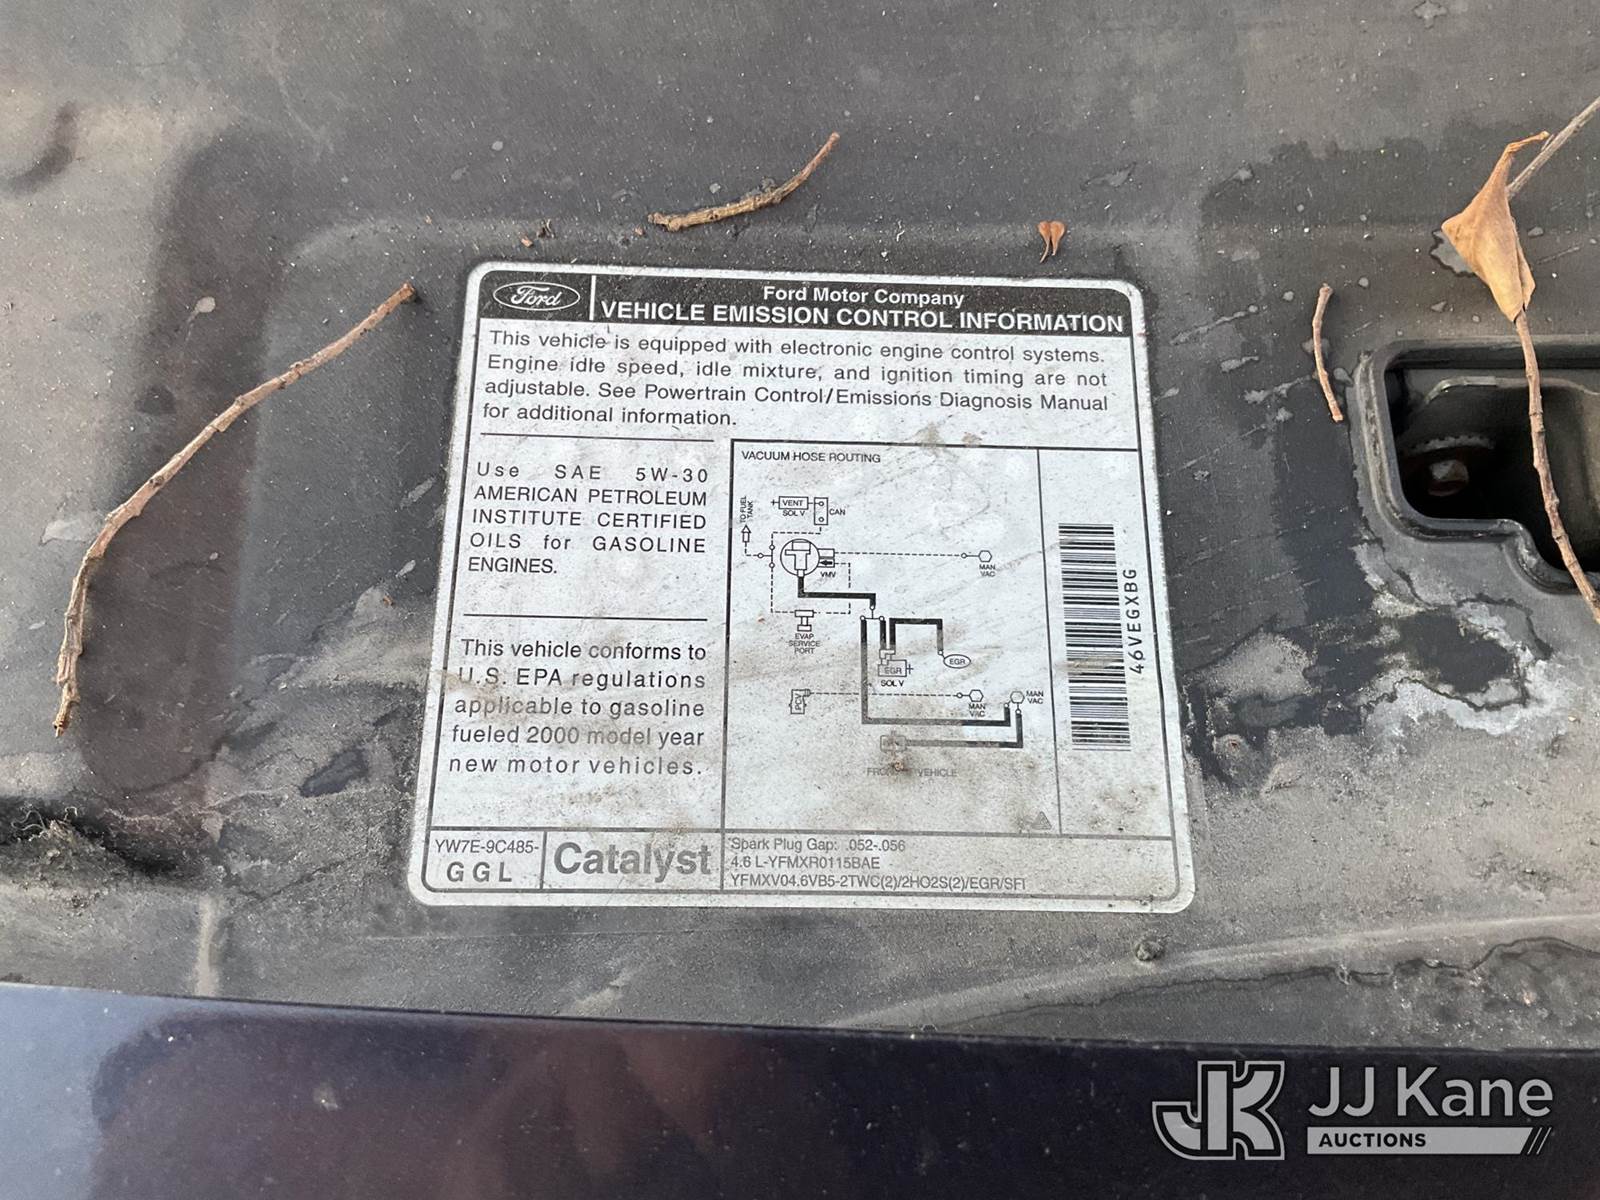 Ford
Ford Motor Company
VEHICLE EMISSION CONTROL INFORMATION
This vehicle is equipped with electronic engine control systems.
Engine idle speed, idle mixture, and ignition timing are not
adjustable. See Powertrain Control/Emissions Diagnosis Manual
for additional information.
Use SAE 5W-30
AMERICAN PETROLEUM
INSTITUTE CERTIFIED
OILS for GASOLINE
ENGINES.
This vehicle conforms to
U.S. EPA regulations
applicable to gasoline
fueled 2000 model year
new motor vehicles.
VACUUM HOSE ROUTING
TO FUEL
TANK
VENT
SOL V
CAN
VMV
MAN
VAC
EVAP
SERVICE
PORT
EGR
EGR
SOL V
PCV
MAN
VAC
MAN
VAC
VEHICLE
46VEGXBG
YW7E-9C485-
GGL
Catalyst
Spark Plug Gap: .052-.056
4.6 L-YFMXR0115BAE
YFMXV04.6VB5-2TWC(2)/2HO2S(2)/EGR/SFI
JK
JJ Kane
AUCTIONS